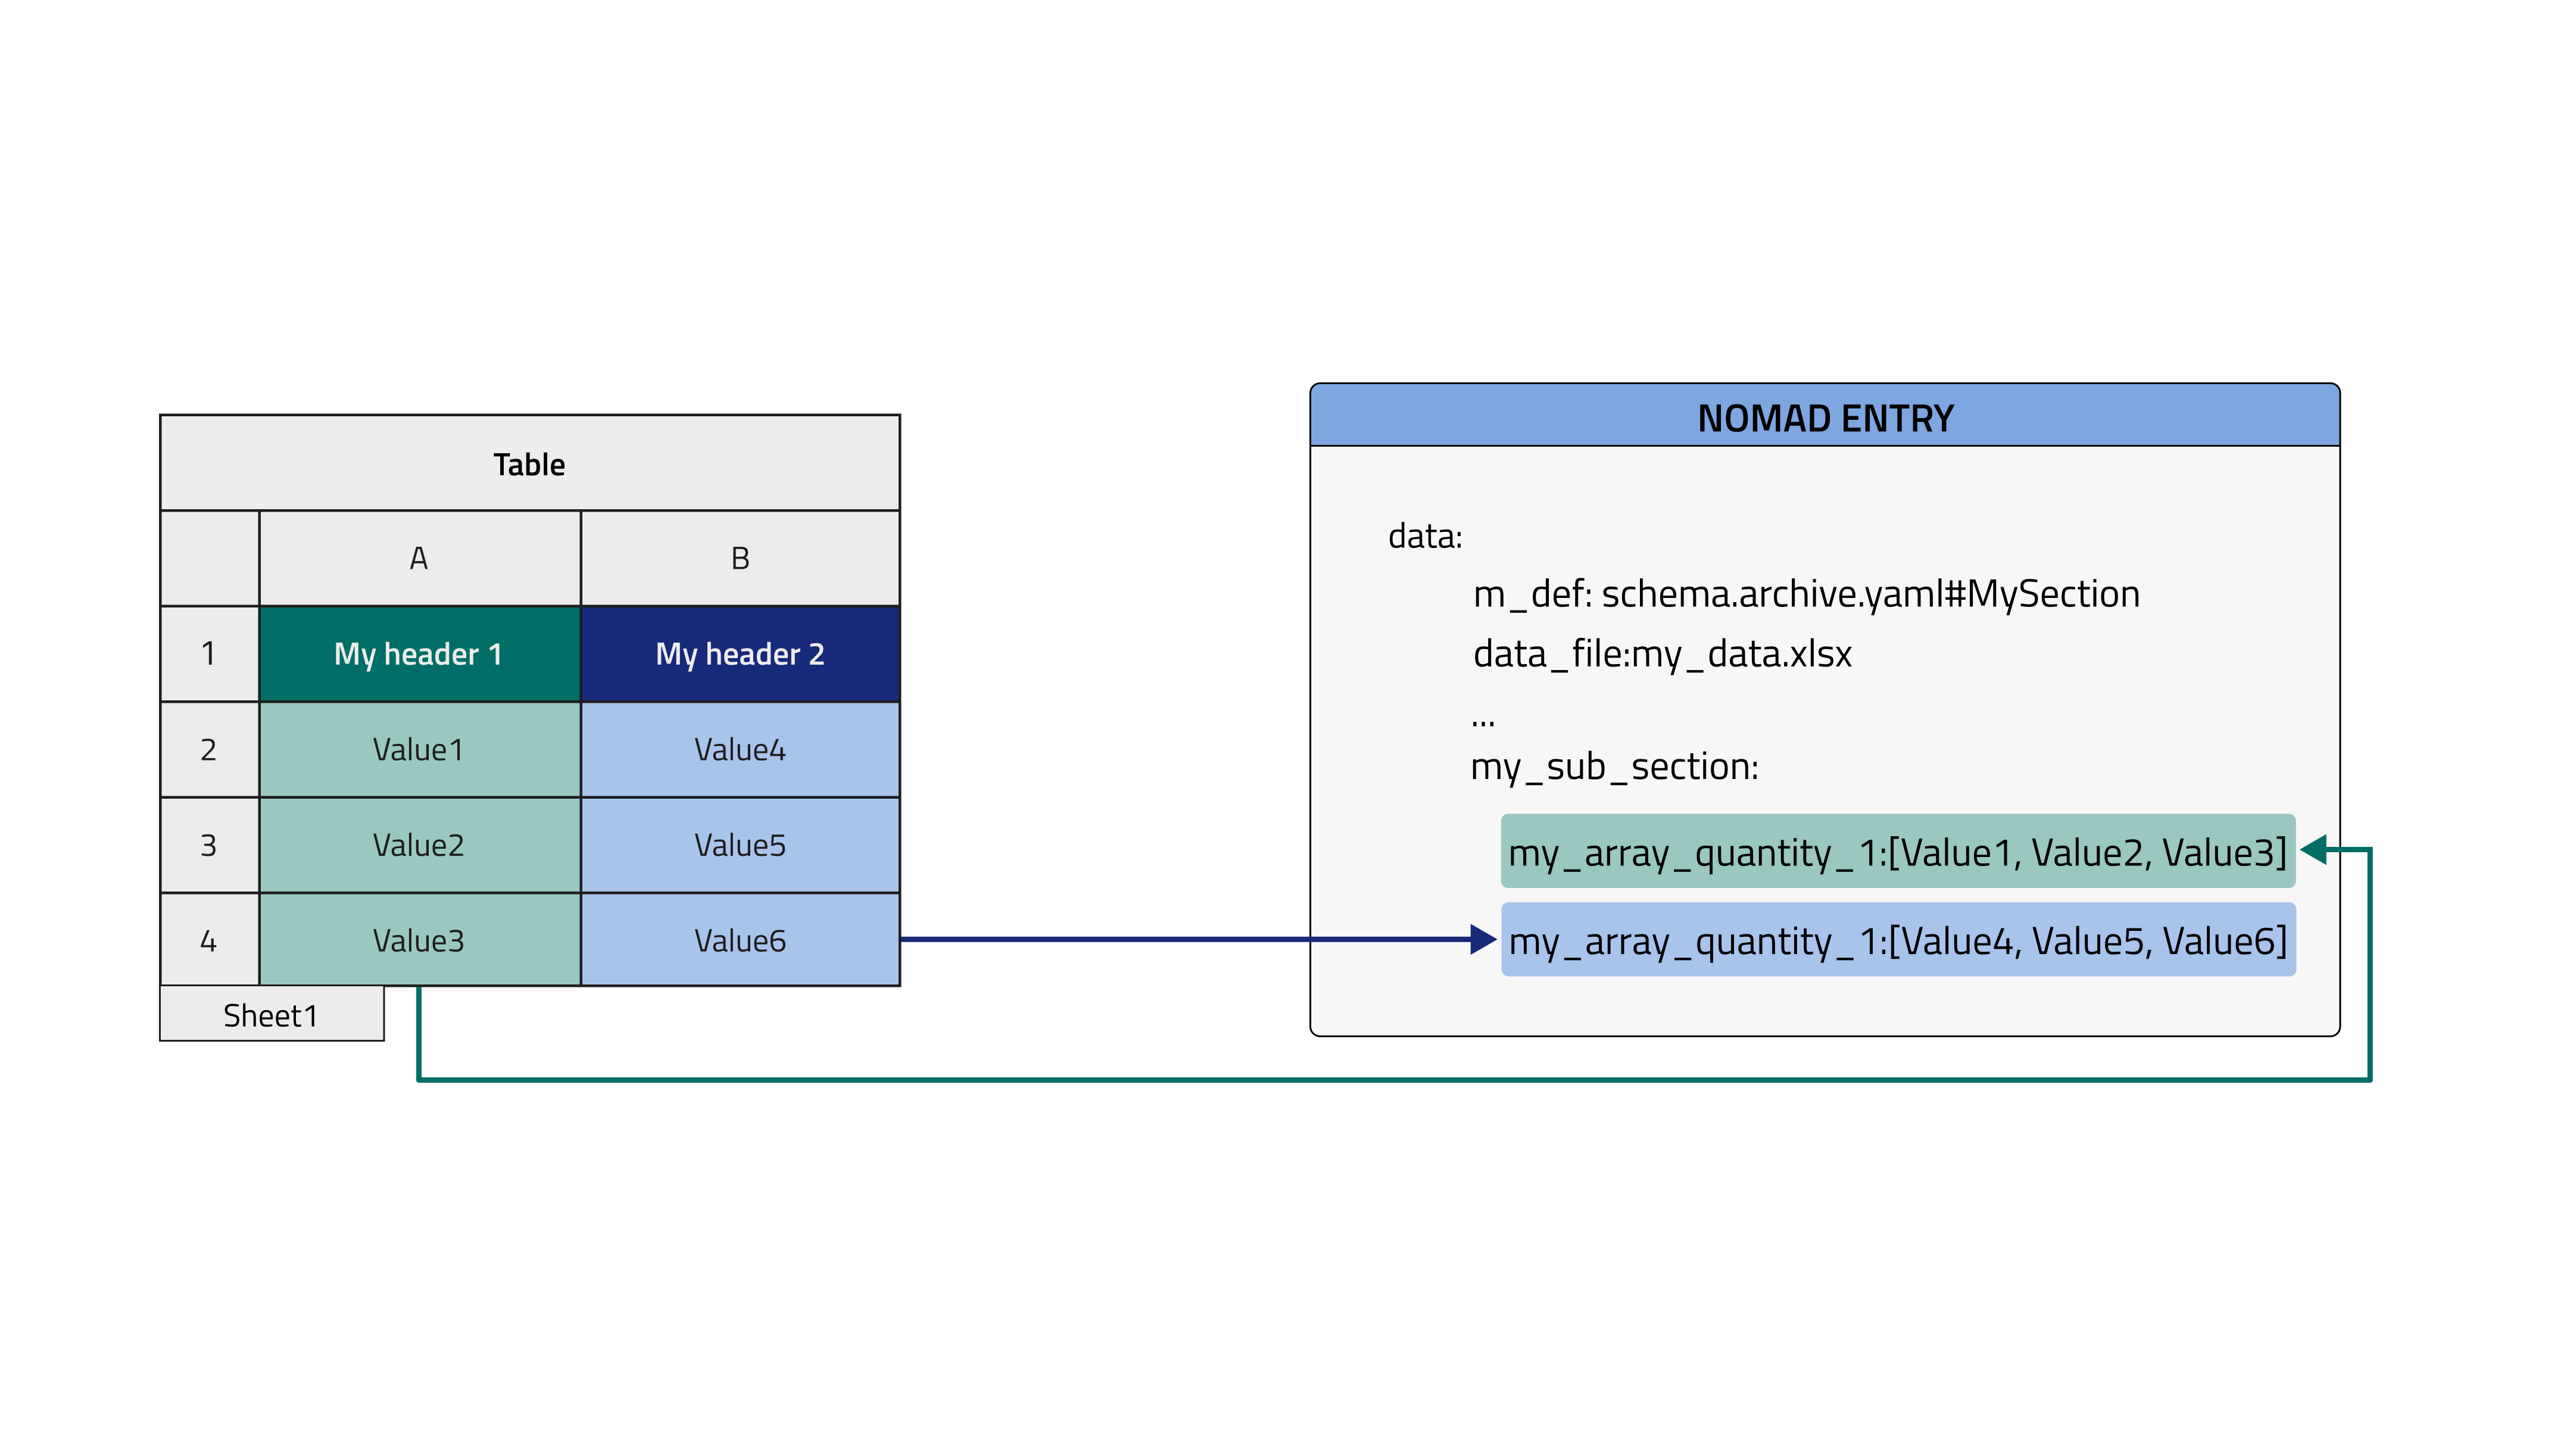 Table
A B
1 My header 1 My header 2
2 Value1 Value4
3 Value2 Value5
4 Value3 Value6
Sheet1
NOMAD ENTRY
data:
m_def: schema.archive.yaml#MySection
data_file:my_data.xlsx
...
my_sub_section:
my_array_quantity_1:[Value1, Value2, Value3]
my_array_quantity_1:[Value4, Value5, Value6]